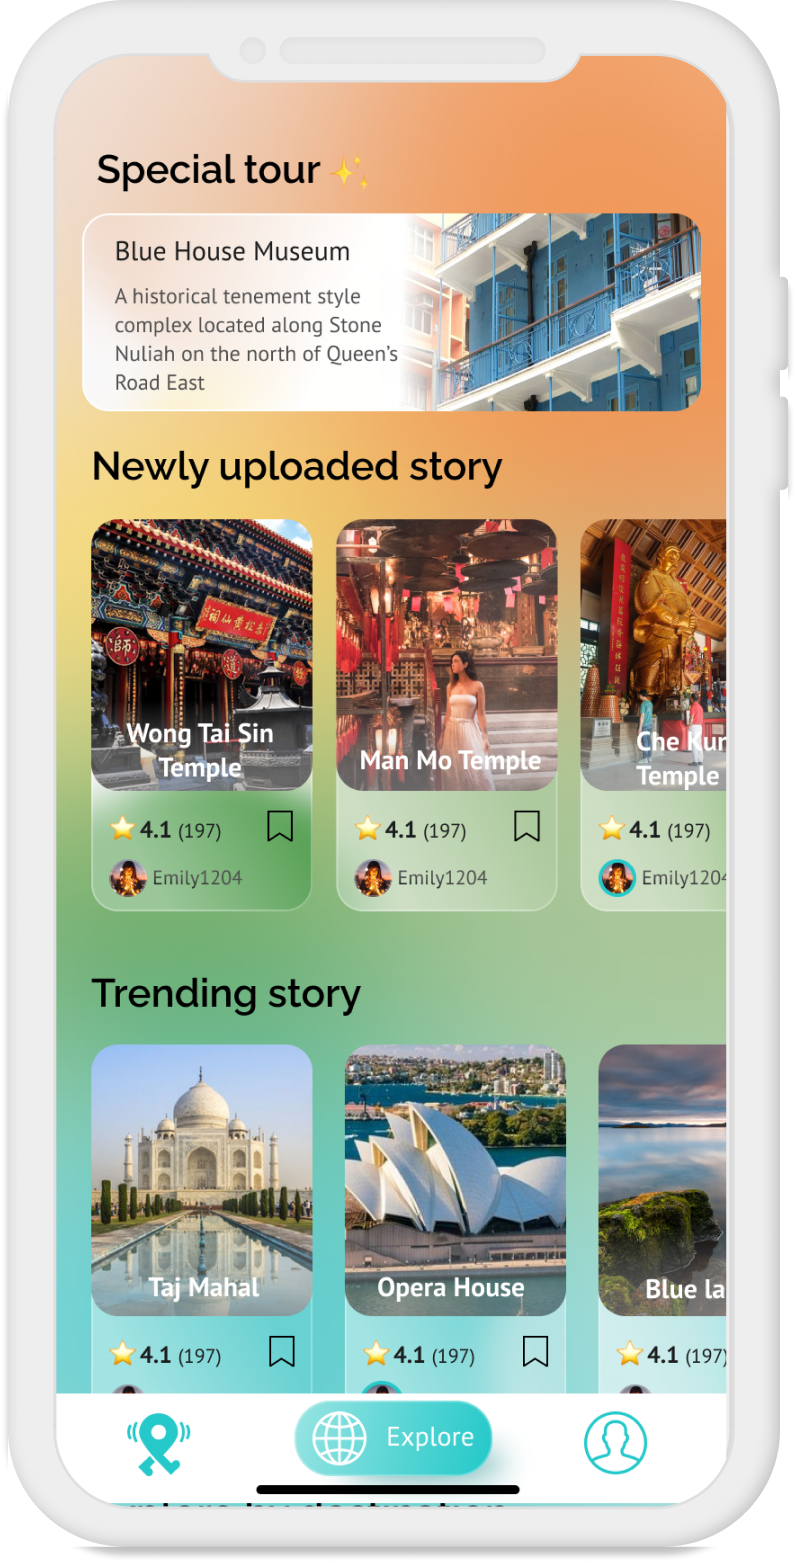 Special tour ✨
Blue House Museum
A historical tenement style
complex located along Stone
Nuliah on the north of Queen’s
Road East
Newly uploaded story
師
道
Wong Tai Sin
Temple
Man Mo Temple
Che Kun
Temple
4.1 (197)
4.1 (197)
4.1 (197)
Emily1204
Emily1204
Emily1204
Trending story
Taj Mahal
Opera House
Blue la
4.1 (197)
4.1 (197)
4.1 (197)
Explore